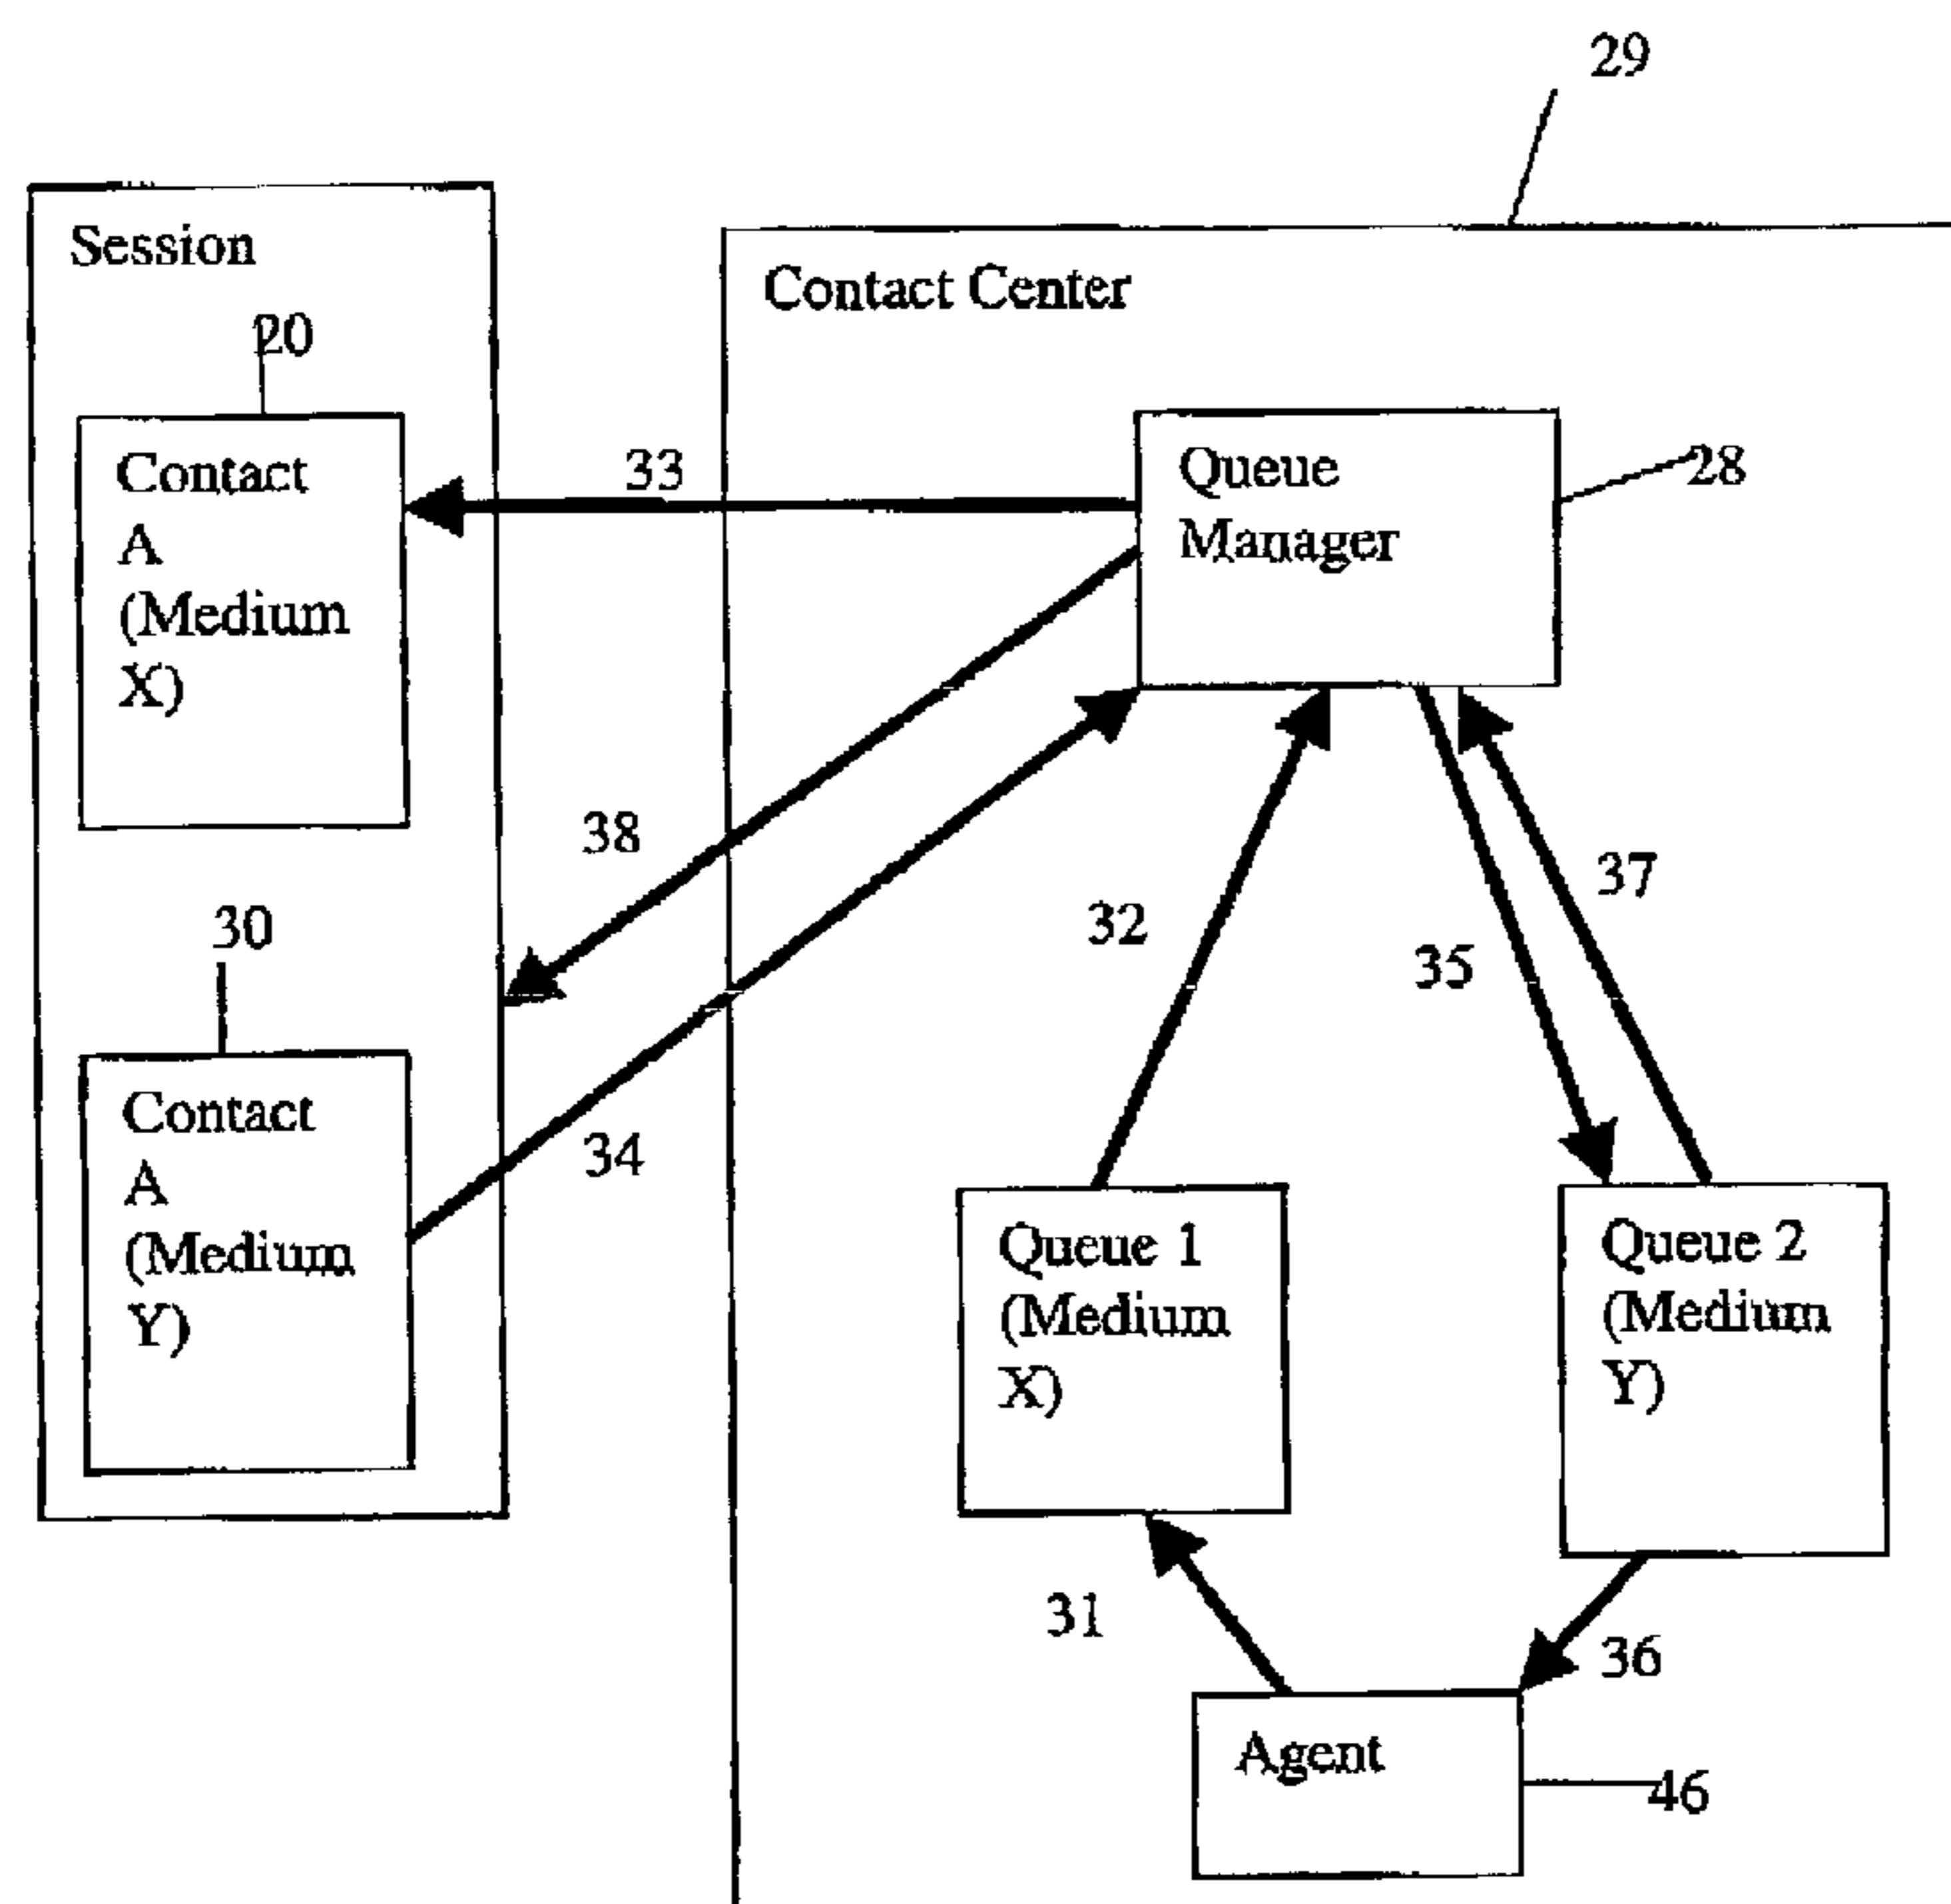 29
Session
Contact Center
20
Contact
A
(Medium
X)
33
Queue
Manager
28
38
30
32
37
35
Contact
A
(Medium
Y)
34
Queue 1
(Medium
X)
Queue 2
(Medium
Y)
31
36
Agent
46